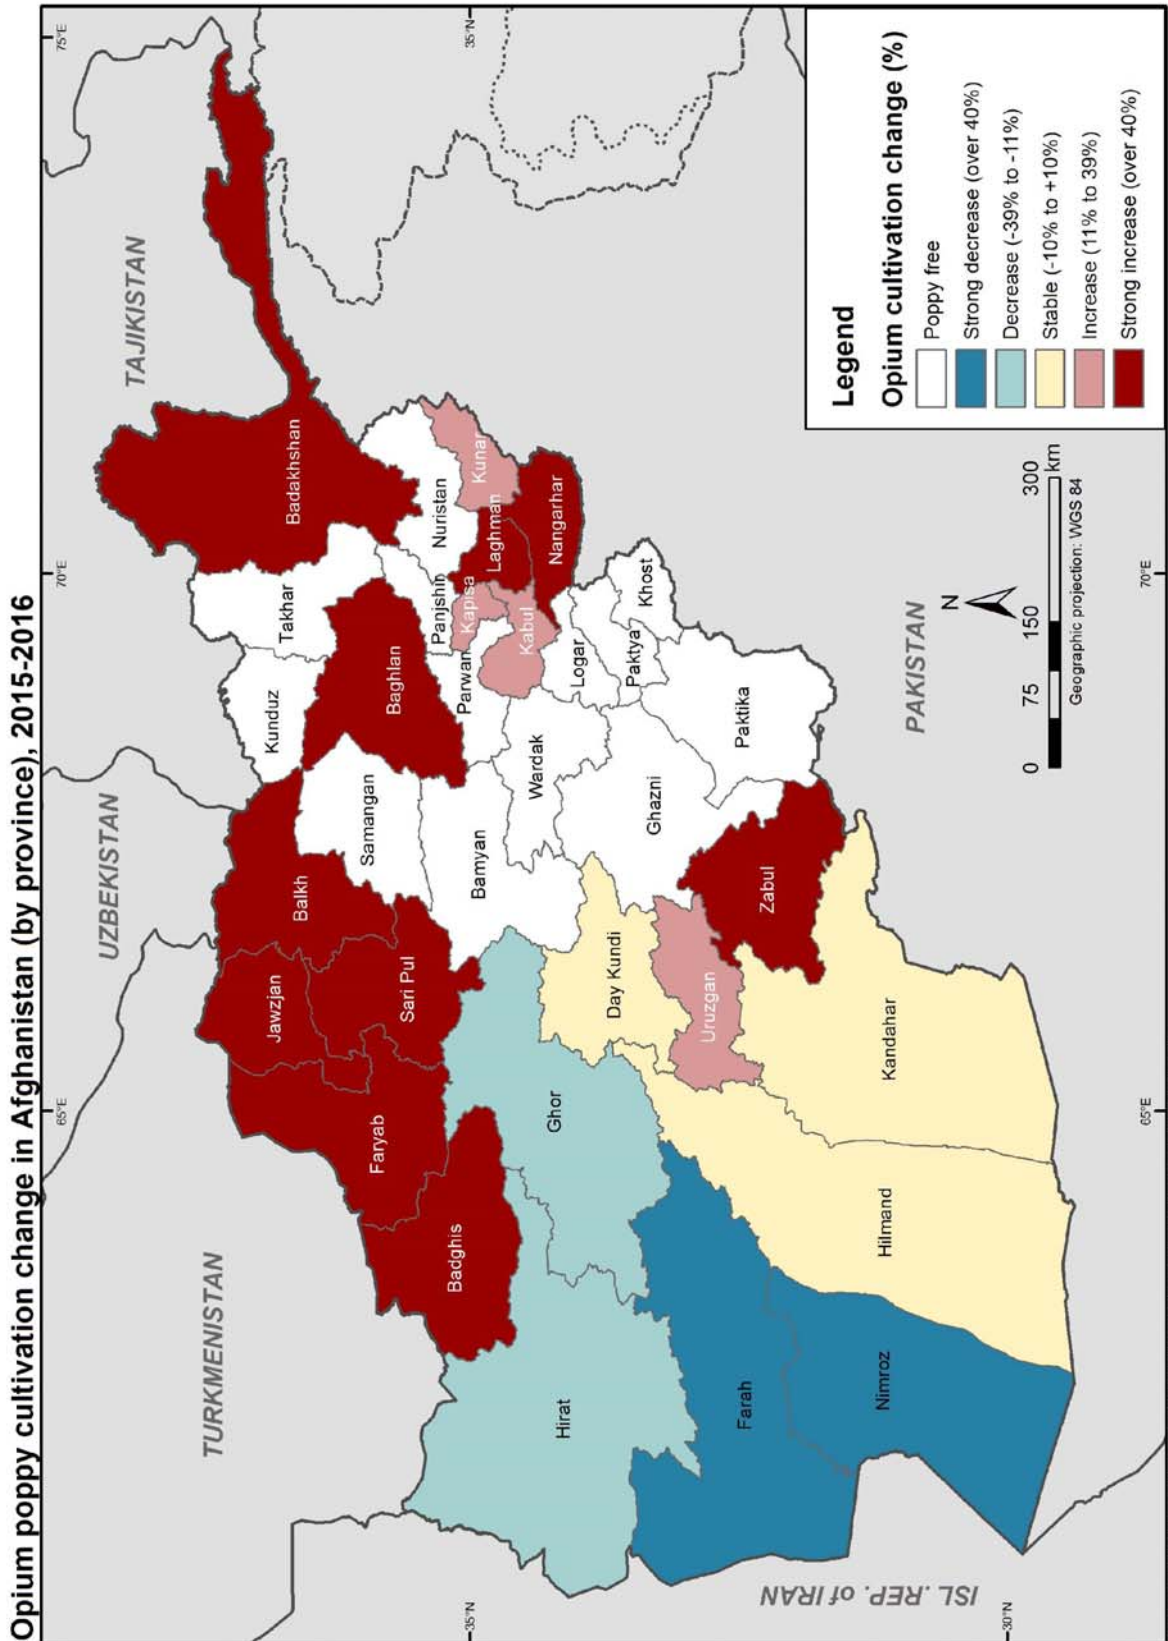 Opium poppy cultivation change in Afghanistan (by province), 2015-2016
65°E
70°E
75°E
UZBEKISTAN
TAJIKISTAN
TURKMENISTAN
Badakhshan
Takhar
Kunduz
Balkh
Jawzjan
Faryab
Sari Pul
Samangan
Baghlan
Badghis
35°N
35°N
Nuristan
Panjshir
Kunar
Laghman
Kapisa
Parwan
Bamyan
Kabul
Nangarhar
Wardak
Logar
Ghor
Hirat
Day Kundi
Ghazni
Paktya
Khost
Uruzgan
Paktika
Zabul
Farah
Nimroz
Hilmand
Kandahar
ISL. REP. of IRAN
PAKISTAN
30°N
65°E
70°E
N
0 75 150 300
km
Geographic projection: WGS 84
Legend
Opium cultivation change (%)
Poppy free
Strong decrease (over 40%)
Decrease (-39% to -11%)
Stable (-10% to +10%)
Increase (11% to 39%)
Strong increase (over 40%)